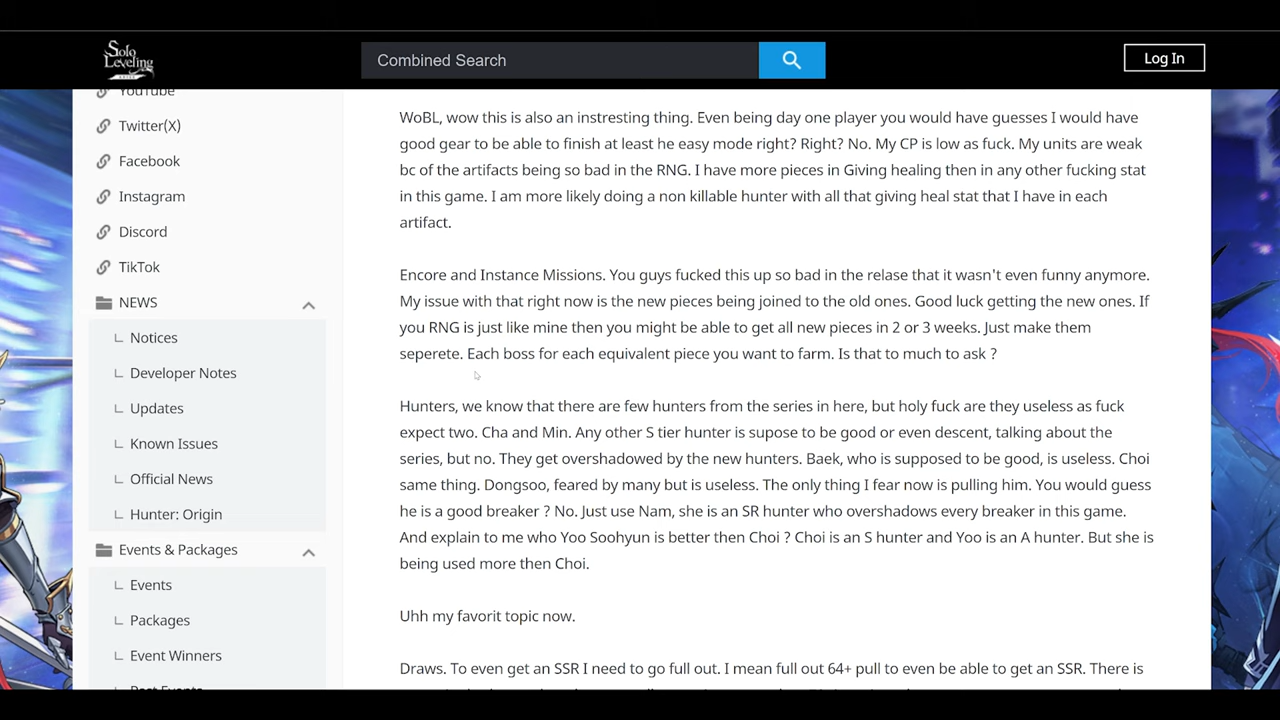 Solo
Leveling
Combined Search
Log In
YouTube
Twitter(X)
Facebook
Instagram
Discord
TikTok
NEWS
Notices
Developer Notes
Updates
Known Issues
Official News
Hunter: Origin
Events & Packages
Events
Packages
Event Winners
Past Events
WoBL, wow this is also an instresting thing. Even being day one player you would have guesses I would have
good gear to be able to finish at least he easy mode right? Right? No. My CP is low as fuck. My units are weak
bc of the artifacts being so bad in the RNG. I have more pieces in Giving healing then in any other fucking stat
in this game. I am more likely doing a non killable hunter with all that giving heal stat that I have in each
artifact.
Encore and Instance Missions. You guys fucked this up so bad in the relase that it wasn't even funny anymore.
My issue with that right now is the new pieces being joined to the old ones. Good luck getting the new ones. If
you RNG is just like mine then you might be able to get all new pieces in 2 or 3 weeks. Just make them
seperete. Each boss for each equivalent piece you want to farm. Is that to much to ask ?
Hunters, we know that there are few hunters from the series in here, but holy fuck are they useless as fuck
expect two. Cha and Min. Any other S tier hunter is supose to be good or even descent, talking about the
series, but no. They get overshadowed by the new hunters. Baek, who is supposed to be good, is useless. Choi
same thing. Dongsoo, feared by many but is useless. The only thing I fear now is pulling him. You would guess
he is a good breaker ? No. Just use Nam, she is an SR hunter who overshadows every breaker in this game.
And explain to me who Yoo Soohyun is better then Choi ? Choi is an S hunter and Yoo is an A hunter. But she is
being used more then Choi.
Uhh my favorit topic now.
Draws. To even get an SSR I need to go full out. I mean full out 64+ pull to even be able to get an SSR. There is